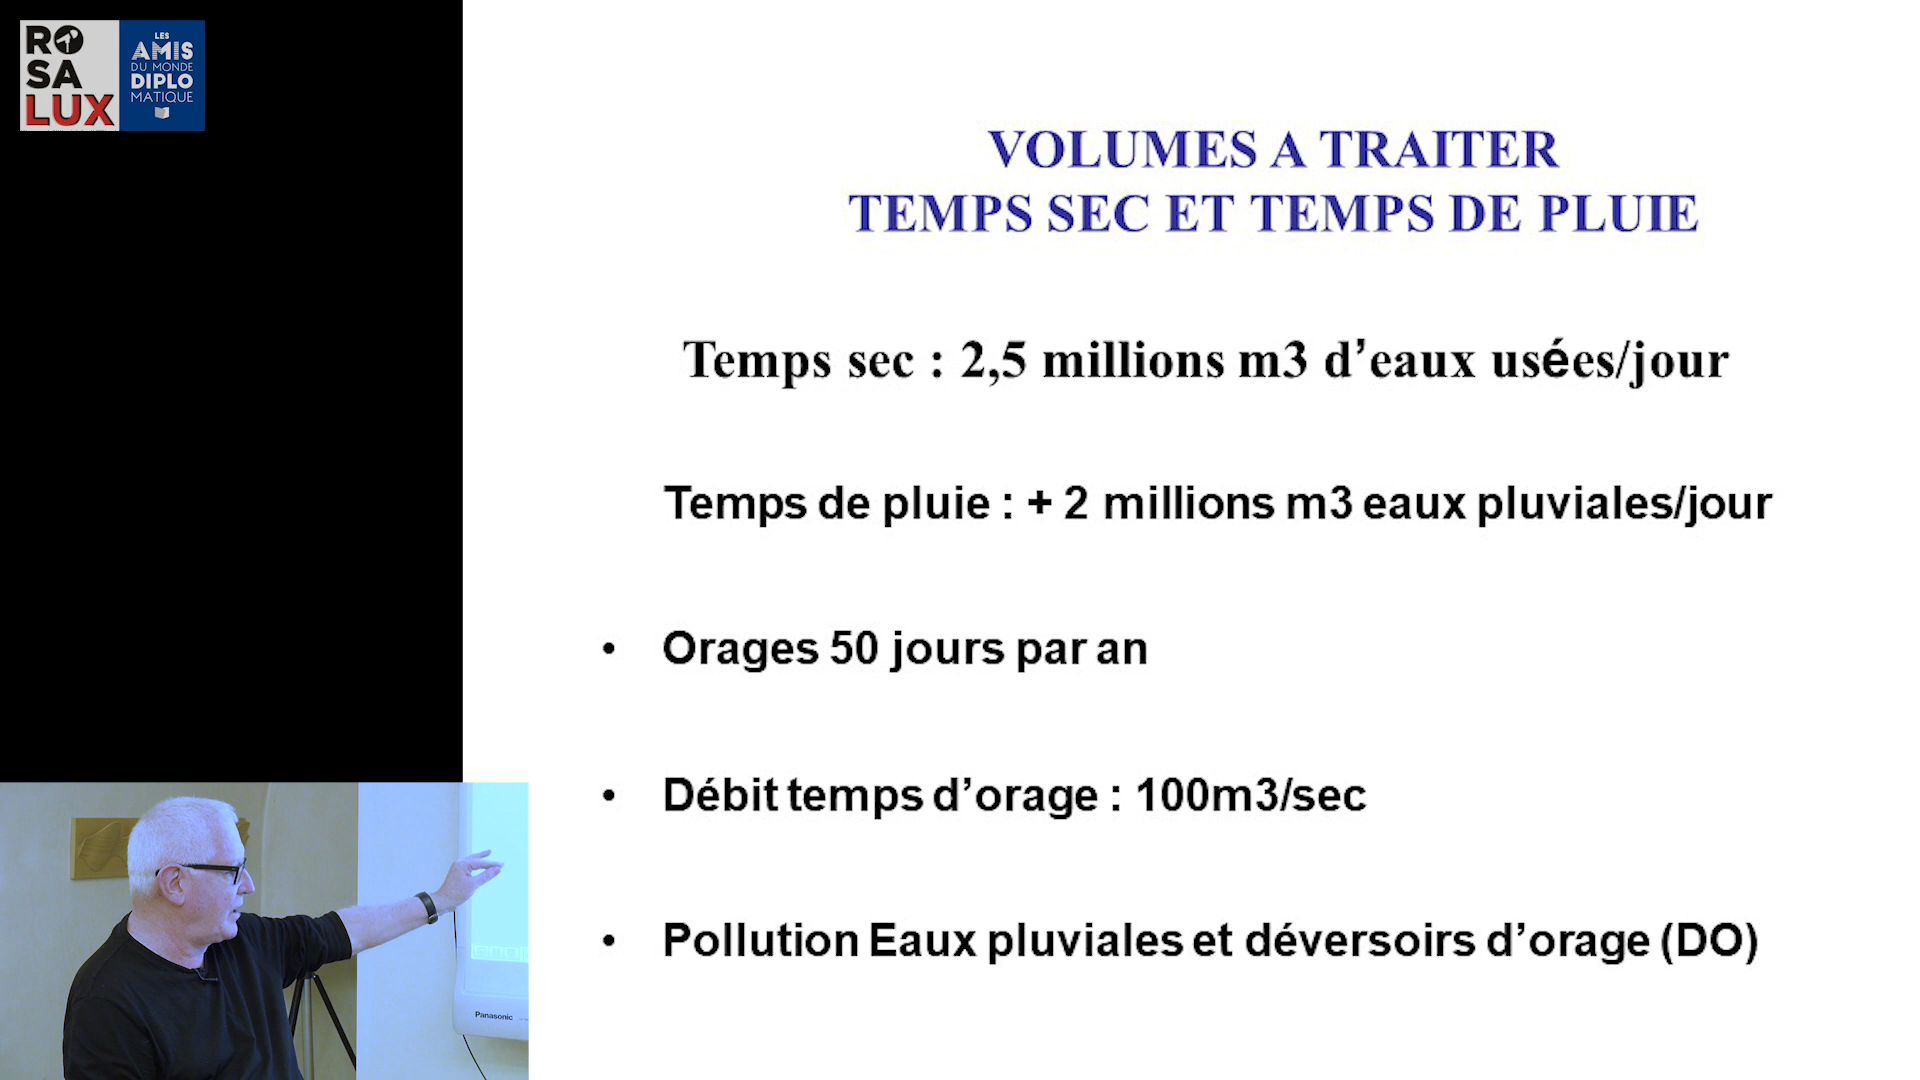 ROSA
LUX
LES
AMIS
DU MONDE
DIPLO
MATIQUE
VOLUMES A TRAITER
TEMPS SEC ET TEMPS DE PLUIE
Temps sec : 2,5 millions m3 d’eaux usées/jour
Temps de pluie : + 2 millions m3 eaux pluviales/jour
• Orages 50 jours par an
• Débit temps d’orage : 100m3/sec
• Pollution Eaux pluviales et déversoirs d’orage (DO)
Panasonic